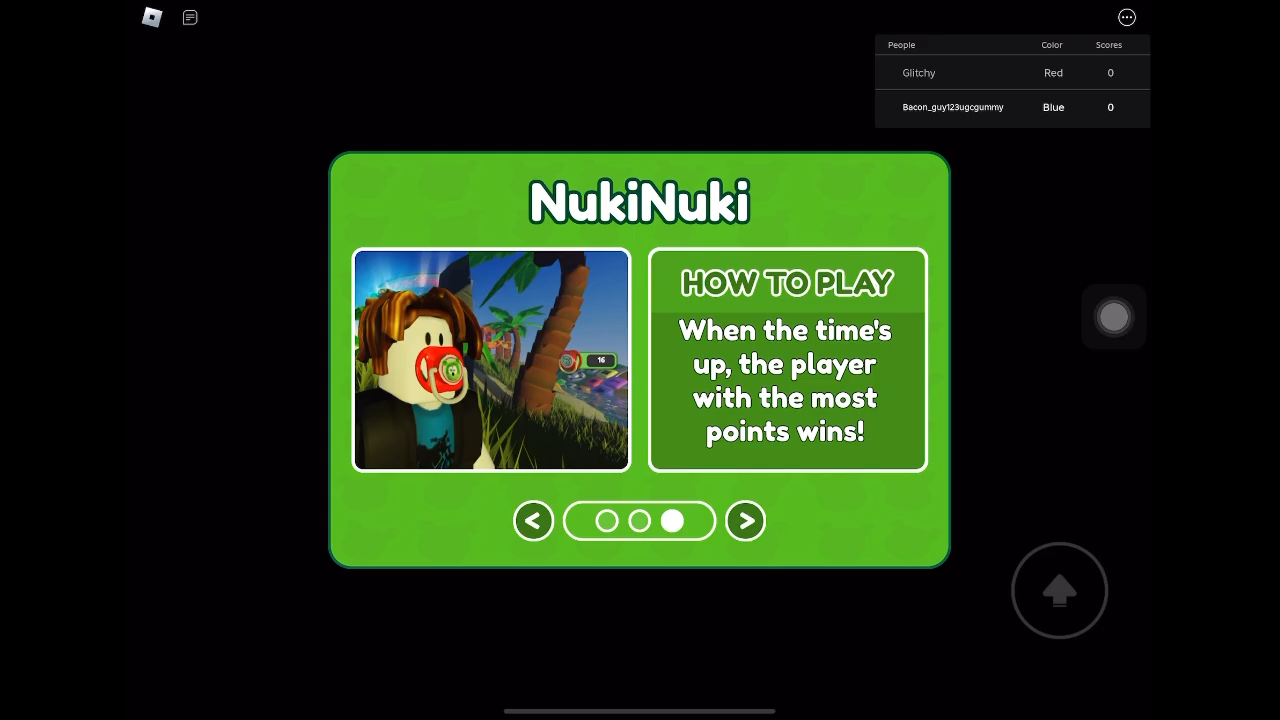 People Color Scores
Glitchy Red 0
Bacon_guy123ugcgummy Blue 0
NukiNuki
HOW TO PLAY
When the time's
up, the player
with the most
points wins!
16
< >